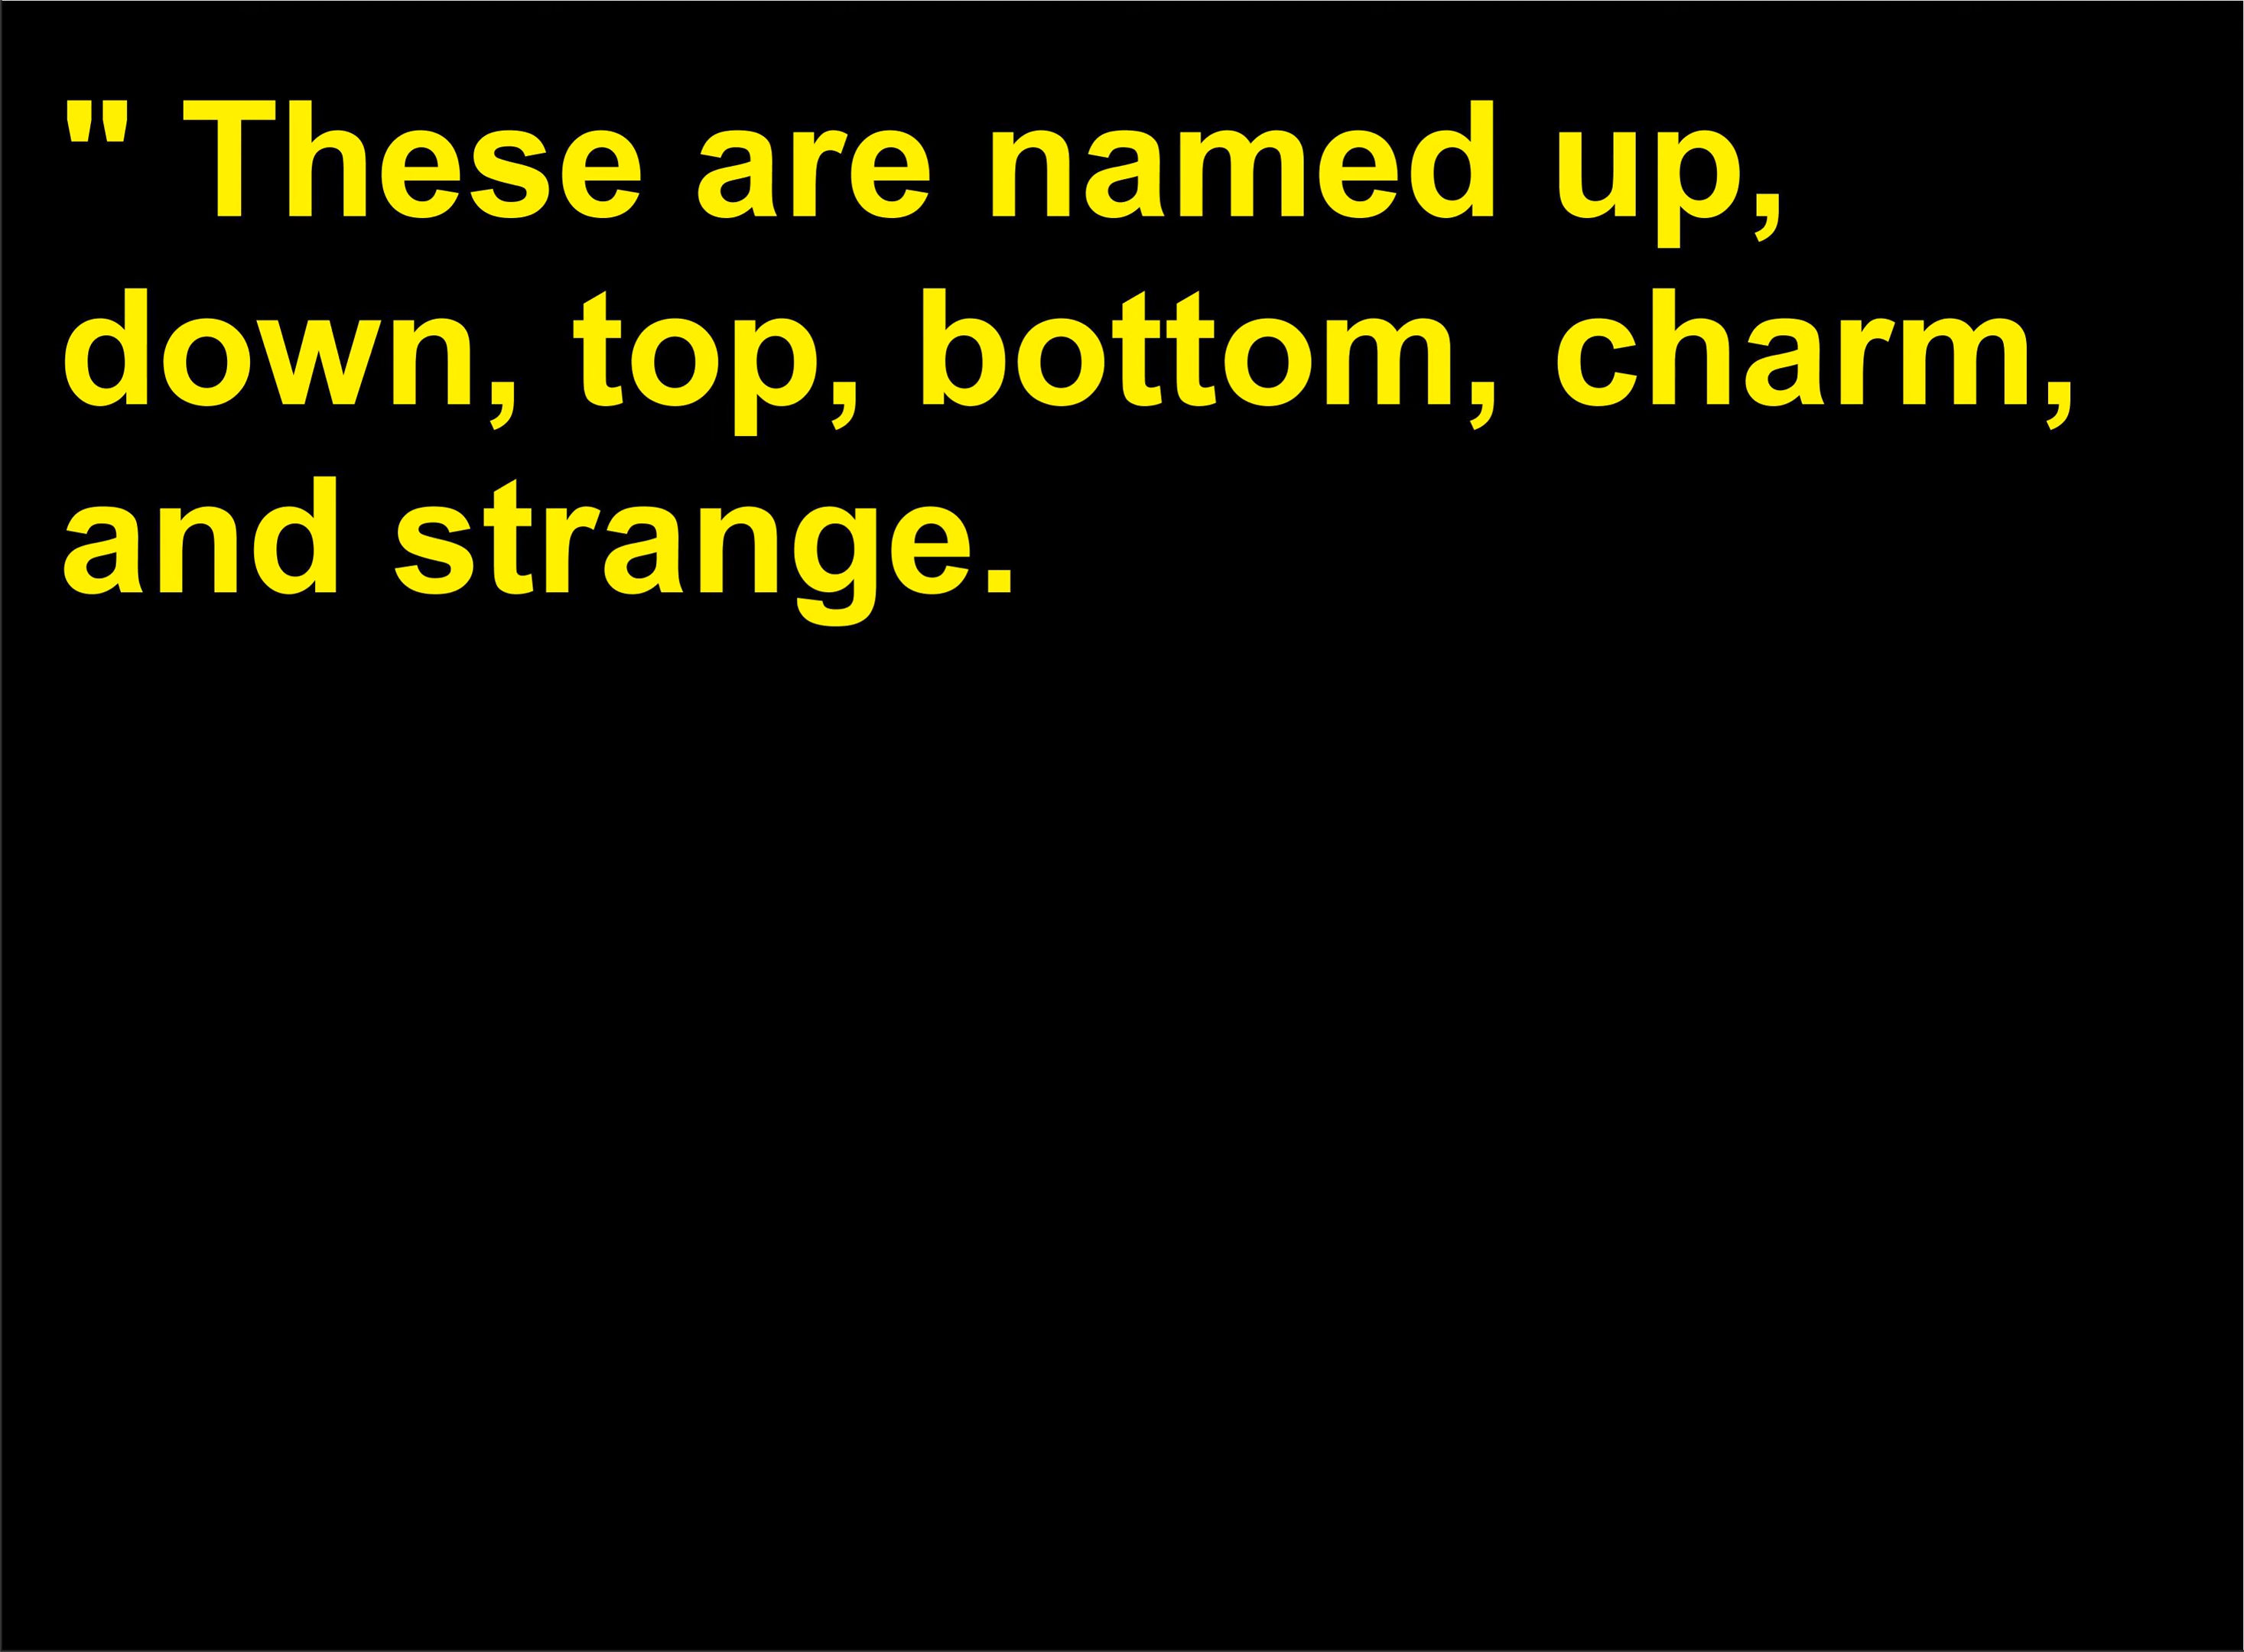 " These are named up,
down, top, bottom, charm,
and strange.